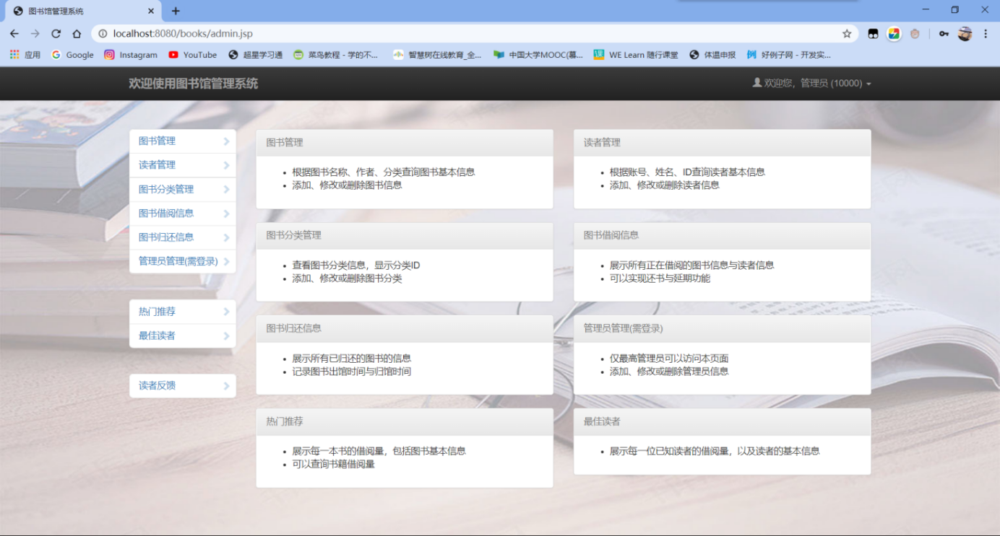 图书馆管理系统
localhost:8080/books/admin.jsp
应用 Google Instagram YouTube 超星学习通 菜鸟教程 - 学的不... 智慧树在线教育_全... 中国大学MOOC(慕... WE Learn 随行课堂 体温申报 好例子网 - 开发实...
欢迎使用图书馆管理系统
欢迎您，管理员 (10000)
图书管理
读者管理
图书分类管理
图书借阅信息
图书归还信息
管理员管理(需登录)
热门推荐
最佳读者
读者反馈
图书管理
根据图书名称、作者、分类查询图书基本信息
添加、修改或删除图书信息
读者管理
根据账号、姓名、ID查询读者基本信息
添加、修改或删除读者信息
图书分类管理
查看图书分类信息，显示分类ID
添加、修改或删除图书分类
图书借阅信息
展示所有正在借阅的图书信息与读者信息
可以实现还书与延期功能
图书归还信息
展示所有已归还的图书的信息
记录图书出馆时间与归馆时间
管理员管理(需登录)
仅最高管理员可以访问本页面
添加、修改或删除管理员信息
热门推荐
展示每一本书的借阅量，包括图书基本信息
可以查询书籍借阅量
最佳读者
展示每一位已知读者的借阅量，以及读者的基本信息